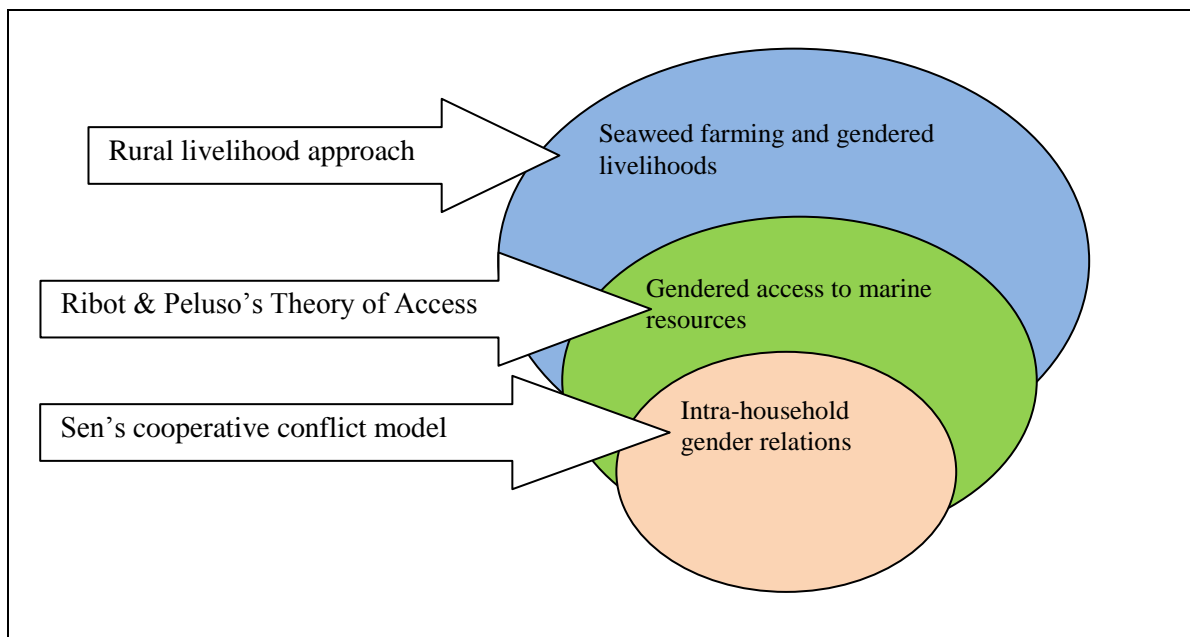 Rural livelihood approach
Seaweed farming and gendered
livelihoods
Ribot & Peluso’s Theory of Access
Gendered access to marine
resources
Sen’s cooperative conflict model
Intra-household
gender relations